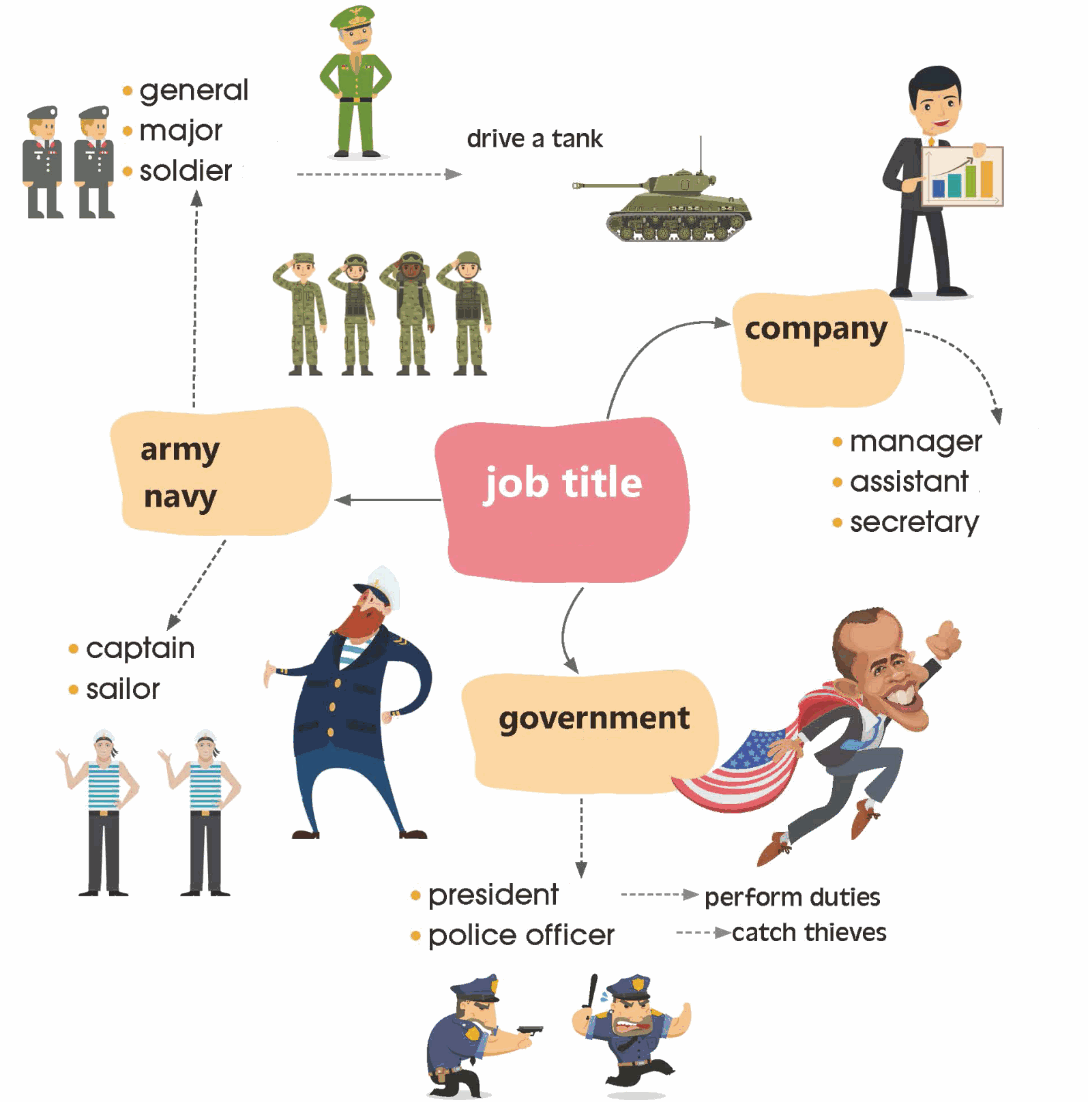 • general
• major
• soldier
drive a tank
company
• manager
• assistant
• secretary
army
navy
job title
• captain
• sailor
government
• president
perform duties
• police officer
catch thieves